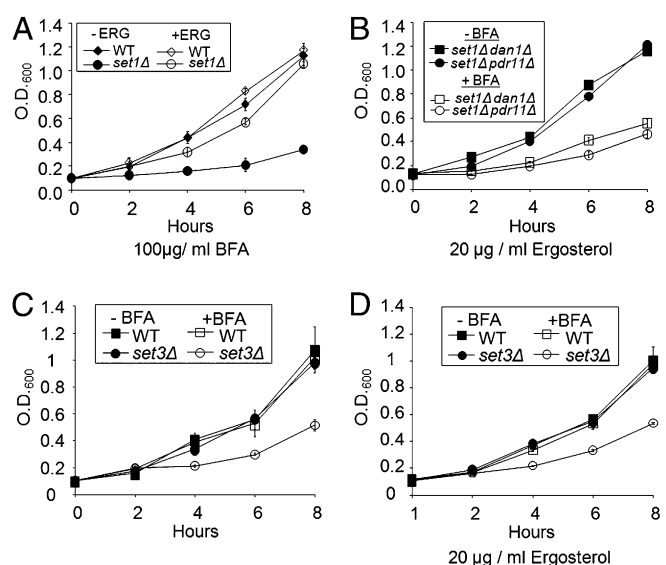 A
- ERG +ERG
WT WT
set1Δ set1Δ
O.D.600
1.4
1.2
1.0
0.8
0.6
0.4
0.2
0.0
0 2 4 6 8
Hours
100µg/ ml BFA
B
- BFA
set1Δdan1Δ
set1Δpdr11Δ
+ BFA
set1Δdan1Δ
set1Δpdr11Δ
O.D.600
1.4
1.2
1.0
0.8
0.6
0.4
0.2
0.0
0 2 4 6 8
Hours
20 µg / ml Ergosterol
C
- BFA +BFA
WT WT
set3Δ set3Δ
O.D.600
1.4
1.2
1
0.8
0.6
0.4
0.2
0
0 2 4 6 8
Hours
D
- BFA +BFA
WT WT
set3Δ set3Δ
O.D.600
1.4
1.2
1
0.8
0.6
0.4
0.2
0
1 2 4 6 8
Hours
20 µg / ml Ergosterol